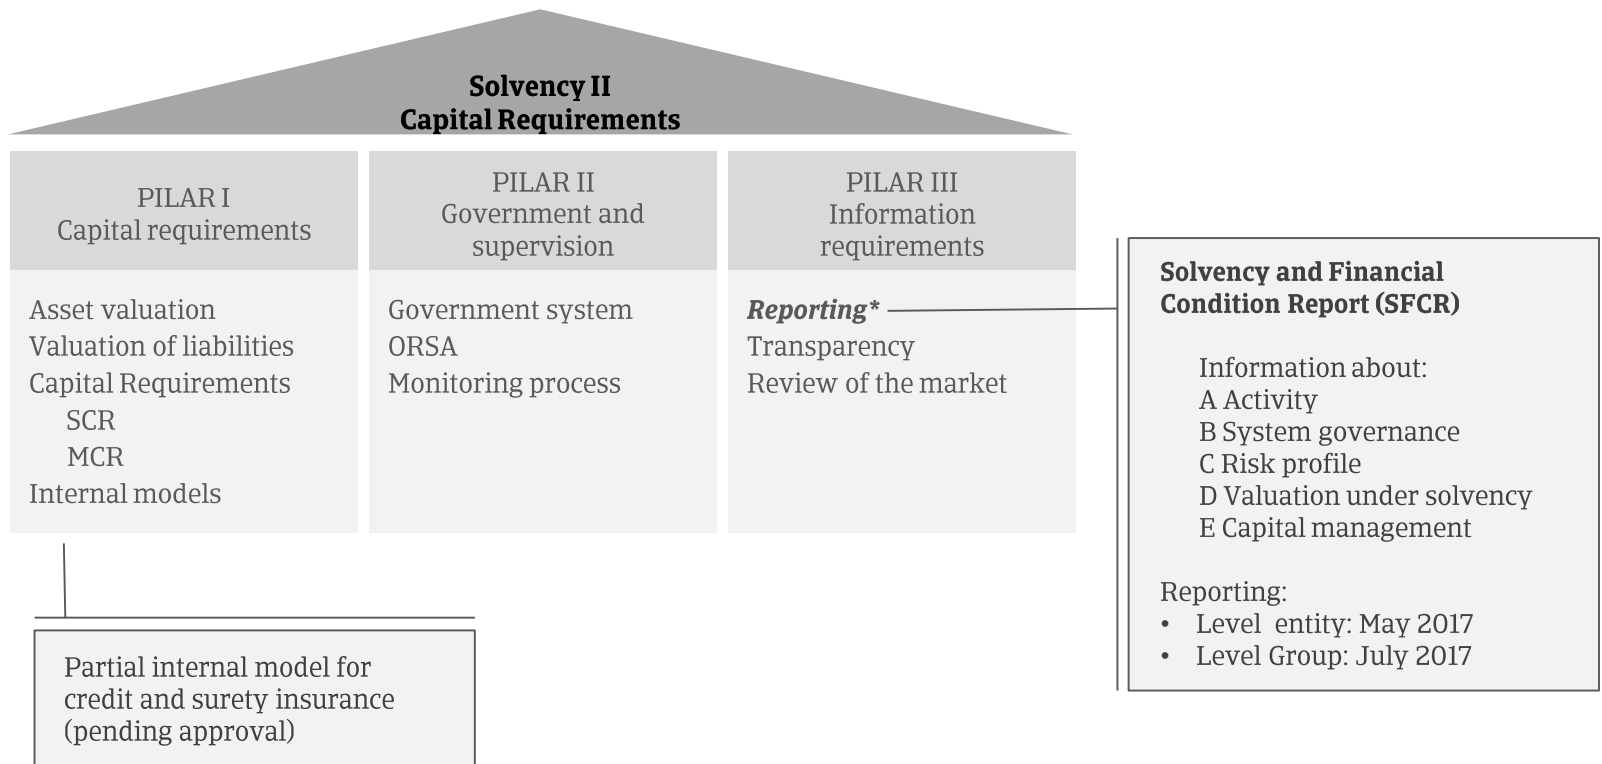 Solvency II
Capital Requirements
PILAR I
Capital requirements
Asset valuation
Valuation of liabilities
Capital Requirements
SCR
MCR
Internal models
PILAR II
Government and
supervision
Government system
ORSA
Monitoring process
PILAR III
Information
requirements
Reporting*
Transparency
Review of the market
Solvency and Financial
Condition Report (SFCR)
Information about:
A Activity
B System governance
C Risk profile
D Valuation under solvency
E Capital management
Reporting:
• Level entity: May 2017
• Level Group: July 2017
Partial internal model for
credit and surety insurance
(pending approval)